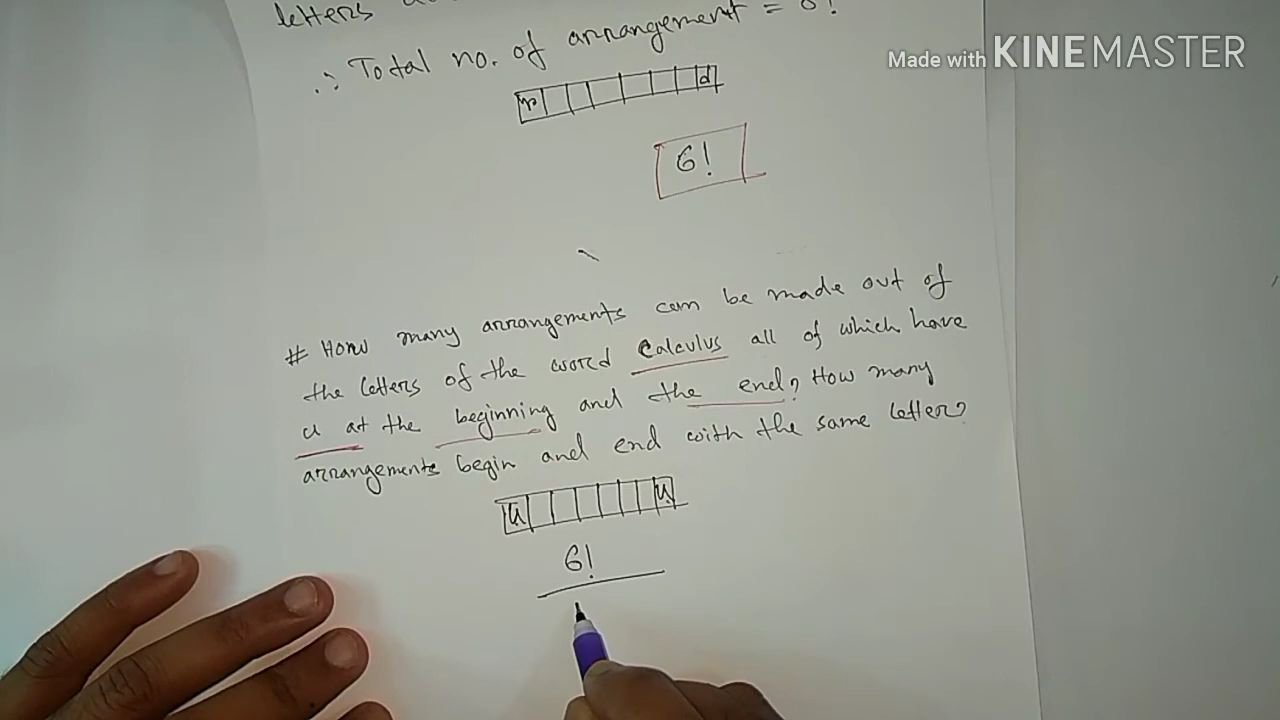 letters
∴ Total no. of arrangement = 8!
Made with KINEMASTER
p d
6!
# How many arrangements can be made out of
the letters of the word Calculus all of which have
u at the beginning and the end? How many
arrangements begin and end with the same letter?
u u
6!